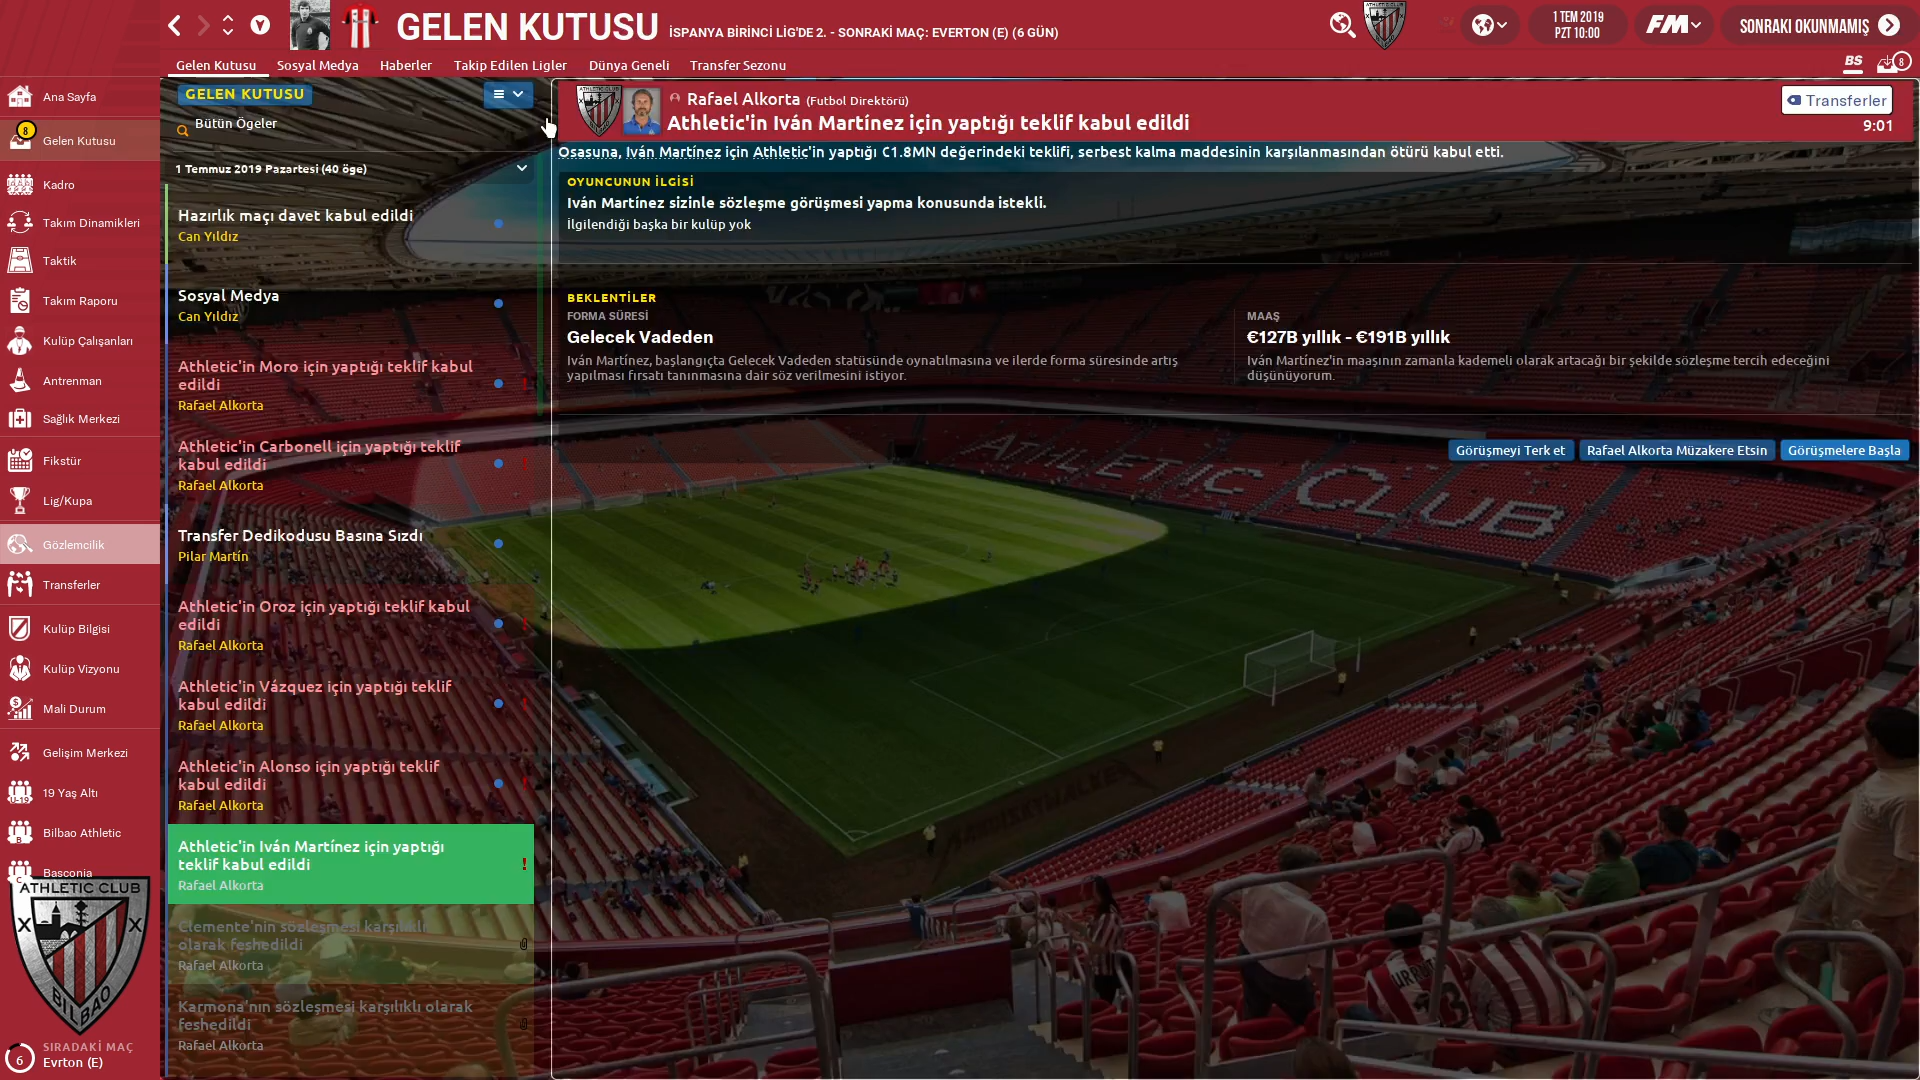 GELEN KUTUSU
İSPANYA BİRİNCİ LİG'DE 2. - SONRAKİ MAÇ: EVERTON (E) (6 GÜN)
1 TEM 2019
PZT 10:00
FM
SONRAKİ OKUNMAMIŞ
Gelen Kutusu
Sosyal Medya
Haberler
Takip Edilen Ligler
Dünya Geneli
Transfer Sezonu
BS
8
Ana Sayfa
8
Gelen Kutusu
Kadro
Takım Dinamikleri
Taktik
Takım Raporu
Kulüp Çalışanları
Antrenman
Sağlık Merkezi
Fikstür
Lig/Kupa
Gözlemcilik
Transferler
Kulüp Bilgisi
Kulüp Vizyonu
Mali Durum
Gelişim Merkezi
19 Yaş Altı
Bilbao Athletic
Basconia
ATHLETIC CLUB
BILBAO
6
SIRADAKİ MAÇ
Evrton (E)
GELEN KUTUSU
Bütün Ögeler
1 Temmuz 2019 Pazartesi (40 öge)
Hazırlık maçı davet kabul edildi
Can Yıldız
Sosyal Medya
Can Yıldız
Athletic'in Moro için yaptığı teklif kabul
edildi
Rafael Alkorta
Athletic'in Carbonell için yaptığı teklif
kabul edildi
Rafael Alkorta
Transfer Dedikodusu Basına Sızdı
Pilar Martín
Athletic'in Oroz için yaptığı teklif kabul
edildi
Rafael Alkorta
Athletic'in Vázquez için yaptığı teklif
kabul edildi
Rafael Alkorta
Athletic'in Alonso için yaptığı teklif
kabul edildi
Rafael Alkorta
Athletic'in Iván Martínez için yaptığı
teklif kabul edildi
Rafael Alkorta
Clemente'nin sözleşmesi karşılıklı
olarak feshedildi
Rafael Alkorta
Karmona'nın sözleşmesi karşılıklı olarak
feshedildi
Rafael Alkorta
Rafael Alkorta (Futbol Direktörü)
Athletic'in Iván Martínez için yaptığı teklif kabul edildi
Transferler
9:01
Osasuna, Iván Martínez için Athletic'in yaptığı €1.8MN değerindeki teklifi, serbest kalma maddesinin karşılanmasından ötürü kabul etti.
OYUNCUNUN İLGİSİ
Iván Martínez sizinle sözleşme görüşmesi yapma konusunda istekli.
İlgilendiği başka bir kulüp yok
BEKLENTİLER
FORMA SÜRESİ
Gelecek Vadeden
Iván Martínez, başlangıçta Gelecek Vadeden statüsünde oynatılmasına ve ilerde forma süresinde artış
yapılması fırsatı tanınmasına dair söz verilmesini istiyor.
MAAŞ
€127B yıllık - €191B yıllık
Iván Martínez'in maaşının zamanla kademeli olarak artacağı bir şekilde sözleşme tercih edeceğini
düşünüyorum.
Görüşmeyi Terk et
Rafael Alkorta Müzakere Etsin
Görüşmelere Başla
ATHLETIC CLUB